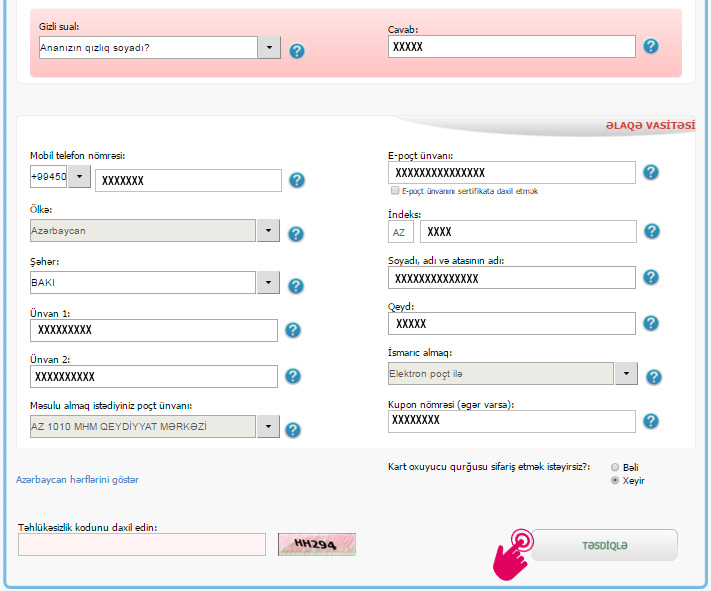 Gizli sual:
Ananızın qızlıq soyadı?
Cavab:
XXXXX
ƏLAQƏ VASİTƏSİ
Mobil telefon nömrəsi:
+99450
XXXXXXX
E-poçt ünvanı:
XXXXXXXXXXXXXXX
E-poçt ünvanını sertifikata daxil etmək
Ölkə:
Azərbaycan
İndeks:
AZ
XXXX
Şəhər:
BAKI
Soyadı, adı və atasının adı:
XXXXXXXXXXXXXX
Ünvan 1:
XXXXXXXXX
Qeyd:
XXXXX
Ünvan 2:
XXXXXXXXXX
İsmarıc almaq:
Elektron poçt ilə
Məsulu almaq istədiyiniz poçt ünvanı:
AZ 1010 MHM QEYDİYYAT MƏRKƏZİ
Kupon nömrəsi (əgər varsa):
XXXXXXXX
Kart oxuyucu qurğusu sifariş etmək istəyirsiz?:
Bəli
Xeyir
Azərbaycan hərflərini göstər
Təhlükəsizlik kodunu daxil edin:
HH294
TƏSDİQLƏ